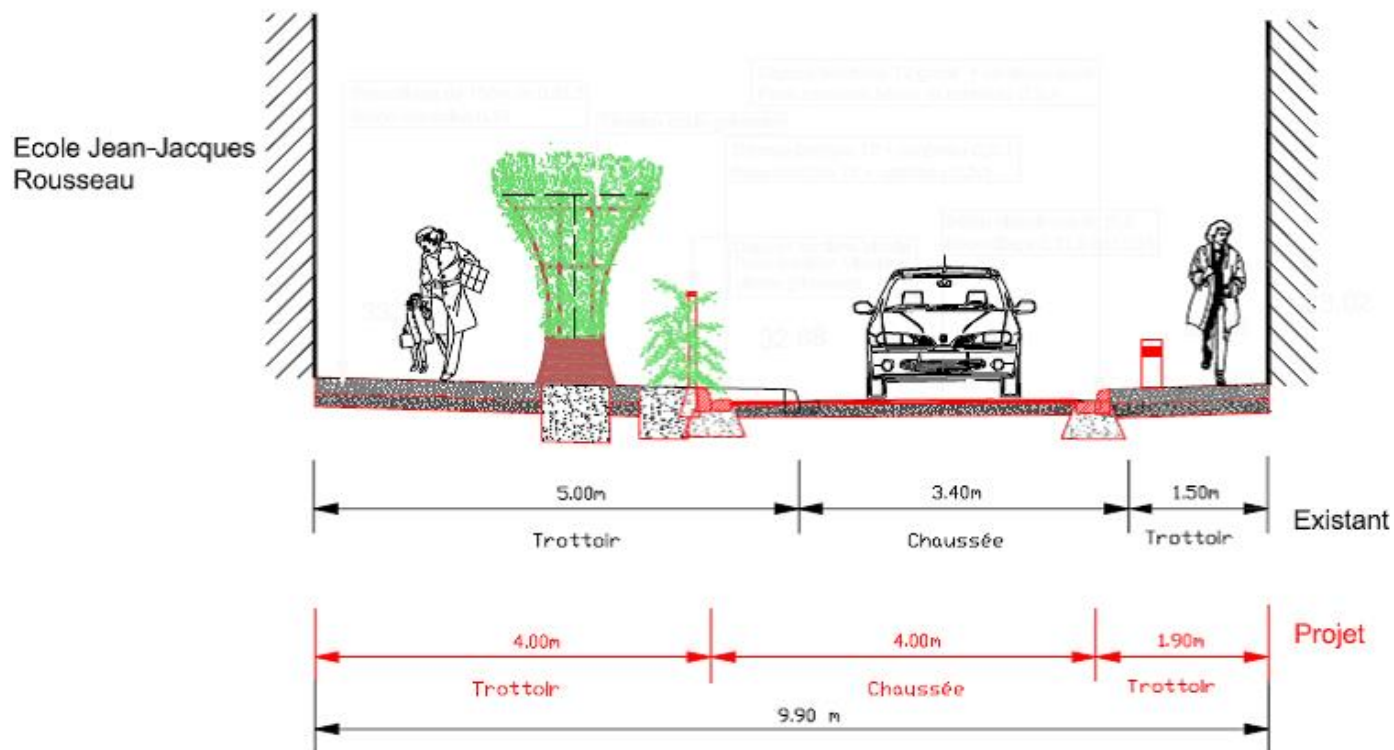 Ecole Jean-Jacques
Rousseau
5.00m
3.40m
1.50m
Existant
Trottoir
Chaussée
Trottoir
4.00m
4.00m
1.90m
Projet
Trottoir
Chaussée
Trottoir
9.90 m